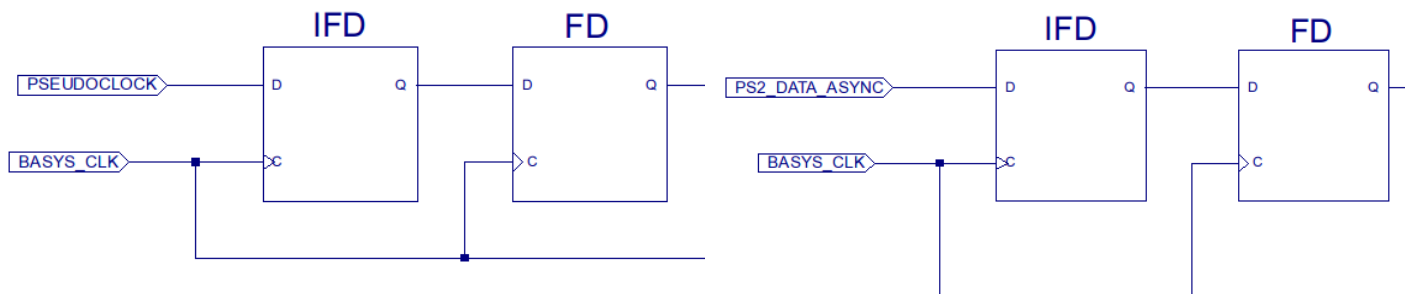 IFD
FD
PSEUDOCLOCK
D
Q
D
Q
BASYS_CLK
C
C
IFD
FD
PS2_DATA_ASYNC
D
Q
D
Q
BASYS_CLK
C
C